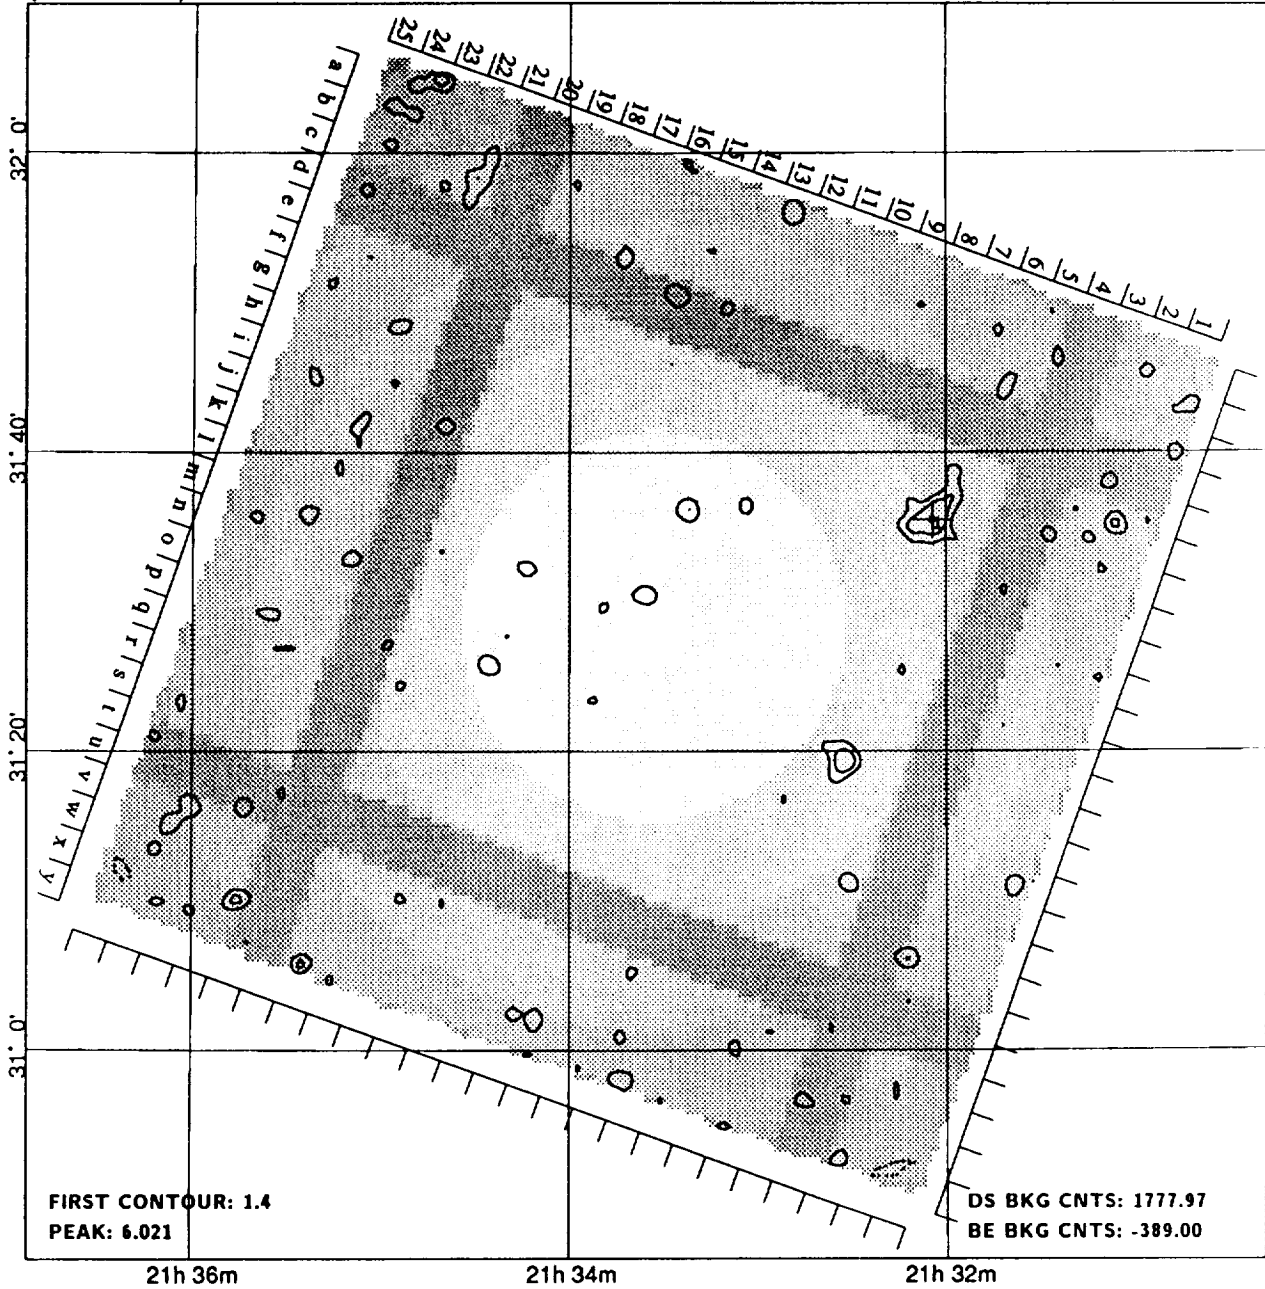 25 24 23 22 21 20 19 18 17 16 15 14 13 12 11 10 9 8 7 6 5 4 3 2 1
a b c d e f g h i j k l m n o p q r s t u v w x y
32° 0'
31° 40'
31° 20'
31° 0'
FIRST CONTOUR: 1.4
PEAK: 6.021
DS BKG CNTS: 1777.97
BE BKG CNTS: -389.00
21h 36m 21h 34m 21h 32m